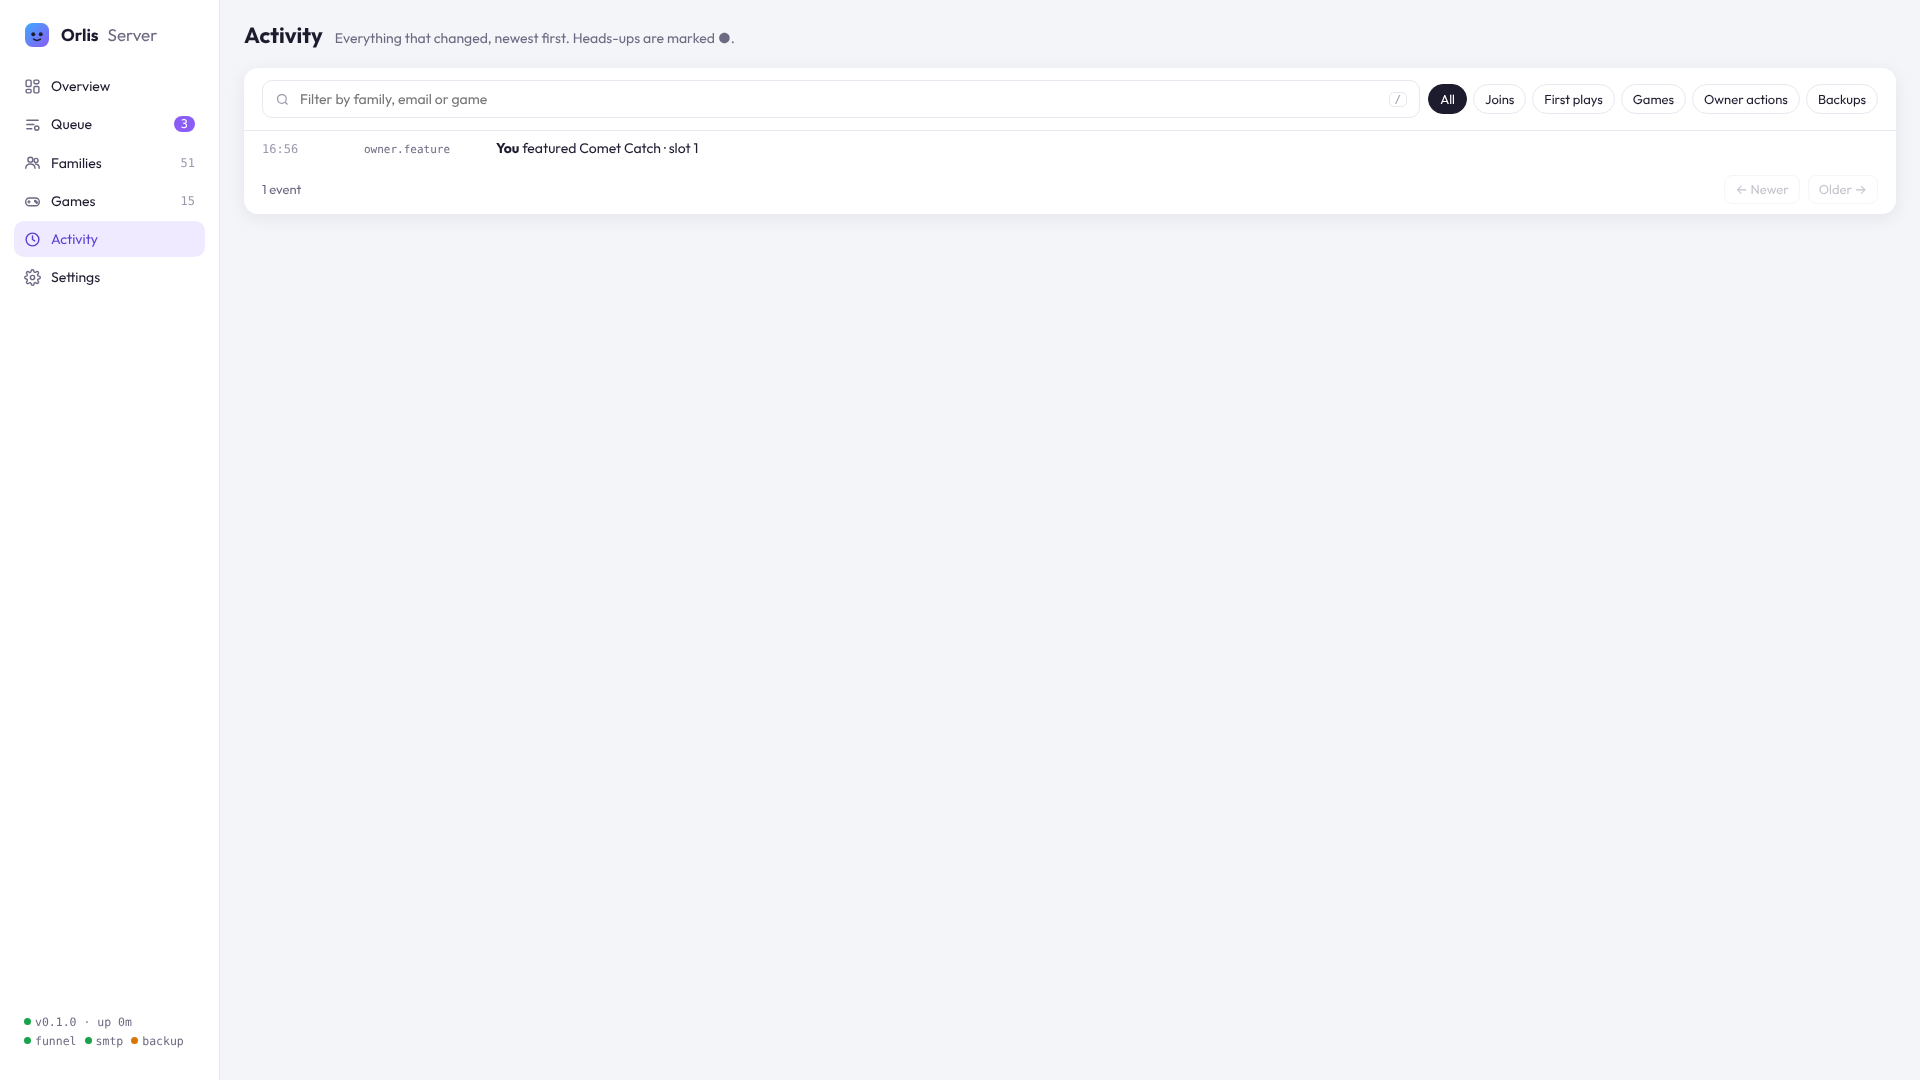 Orlis Server
Overview
Queue 3
Families 51
Games 15
Activity
Settings
v0.1.0 · up 0m
funnel smtp backup
Activity Everything that changed, newest first. Heads-ups are marked ●.
Filter by family, email or game /
All Joins First plays Games Owner actions Backups
16:56 owner.feature You featured Comet Catch · slot 1
1 event ← Newer Older →